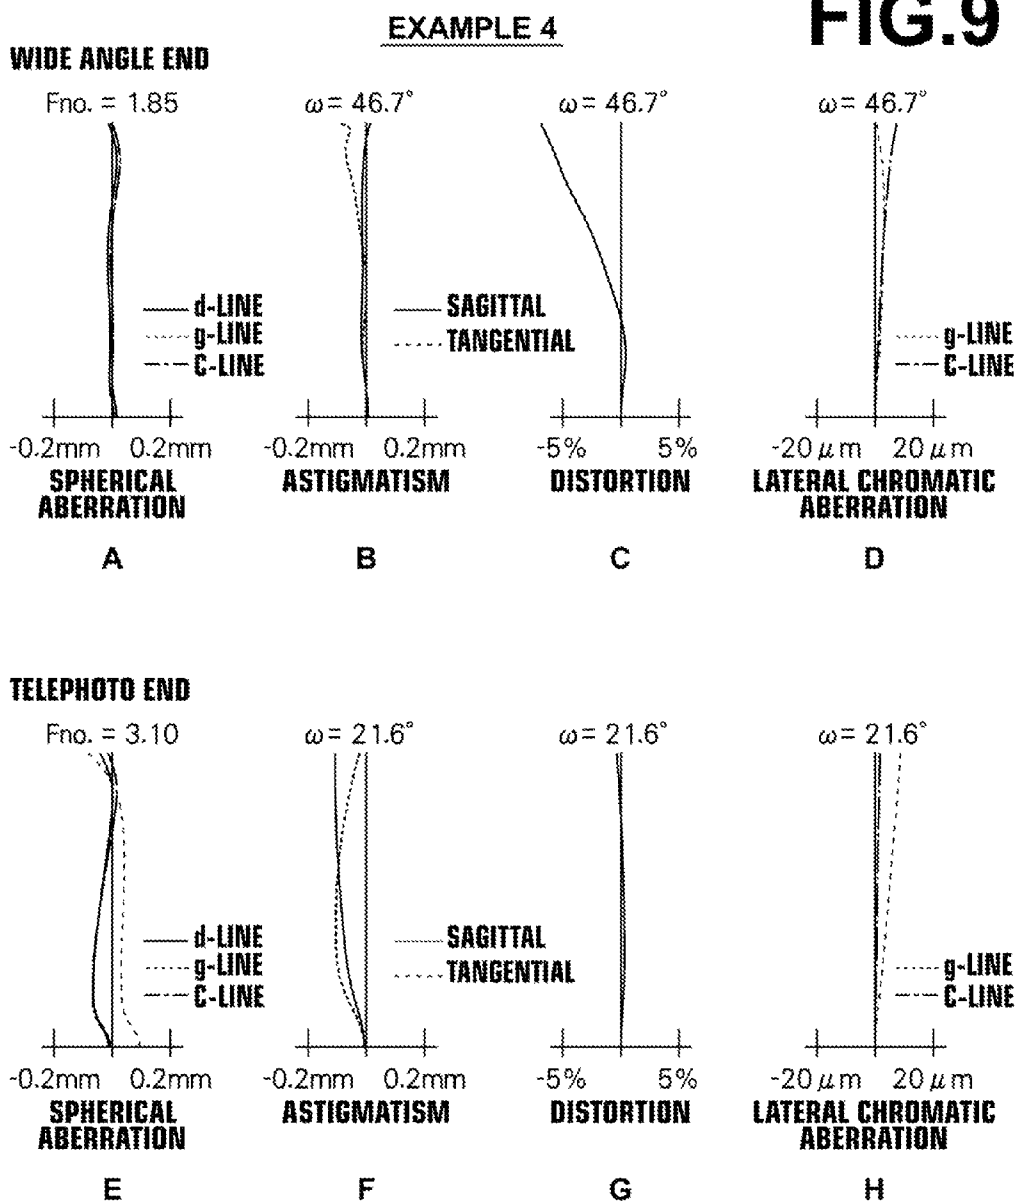 EXAMPLE 4
FIG.9
WIDE ANGLE END
Fno. = 1.85
ω = 46.7°
ω = 46.7°
ω = 46.7°
d-LINE
g-LINE
C-LINE
SAGITTAL
TANGENTIAL
g-LINE
C-LINE
-0.2mm 0.2mm
-0.2mm 0.2mm
-5% 5%
-20 μm 20 μm
SPHERICAL
ABERRATION
ASTIGMATISM
DISTORTION
LATERAL CHROMATIC
ABERRATION
A
B
C
D
TELEPHOTO END
Fno. = 3.10
ω = 21.6°
ω = 21.6°
ω = 21.6°
d-LINE
g-LINE
C-LINE
SAGITTAL
TANGENTIAL
g-LINE
C-LINE
-0.2mm 0.2mm
-0.2mm 0.2mm
-5% 5%
-20 μm 20 μm
SPHERICAL
ABERRATION
ASTIGMATISM
DISTORTION
LATERAL CHROMATIC
ABERRATION
E
F
G
H